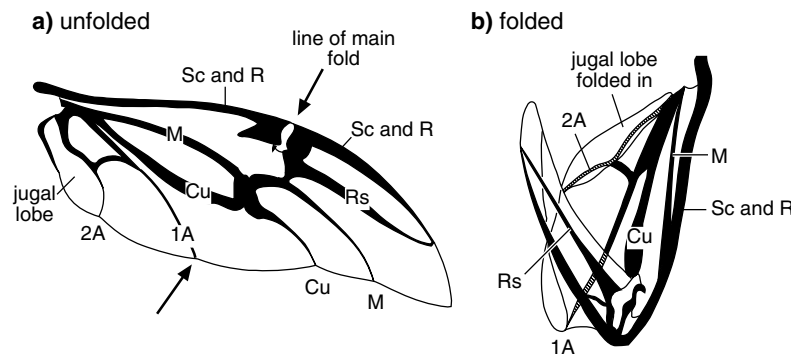 a) unfolded
line of main
fold
Sc and R
Sc and R
M
Cu
Rs
jugal
lobe
2A
1A
Cu
M
b) folded
jugal lobe
folded in
2A
M
Sc and R
Cu
Rs
1A